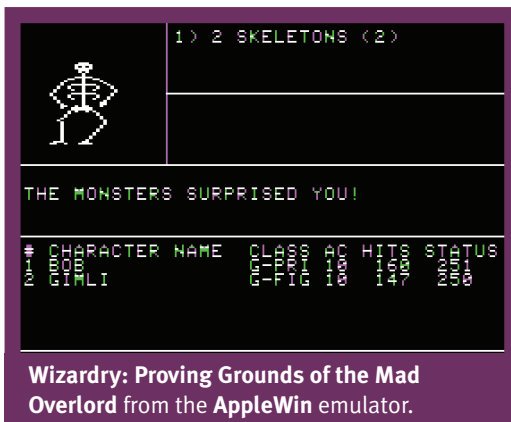 1) 2 SKELETONS (2)
THE MONSTERS SURPRISED YOU!
# CHARACTER NAME CLASS AC HITS STATUS
1 BOB G-PRI 10 160 251
2 GIMLI G-FIG 10 147 250
Wizardry: Proving Grounds of the Mad
Overlord from the AppleWin emulator.